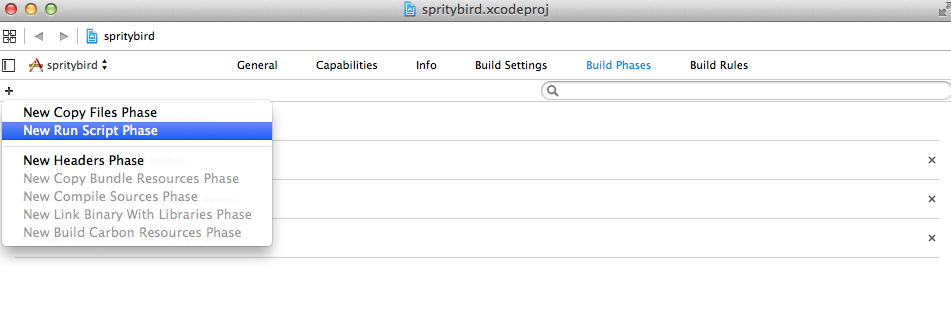 spritybird.xcodeproj
spritybird
spritybird General Capabilities Info Build Settings Build Phases Build Rules
New Copy Files Phase
New Run Script Phase
New Headers Phase
New Copy Bundle Resources Phase
New Compile Sources Phase
New Link Binary With Libraries Phase
New Build Carbon Resources Phase